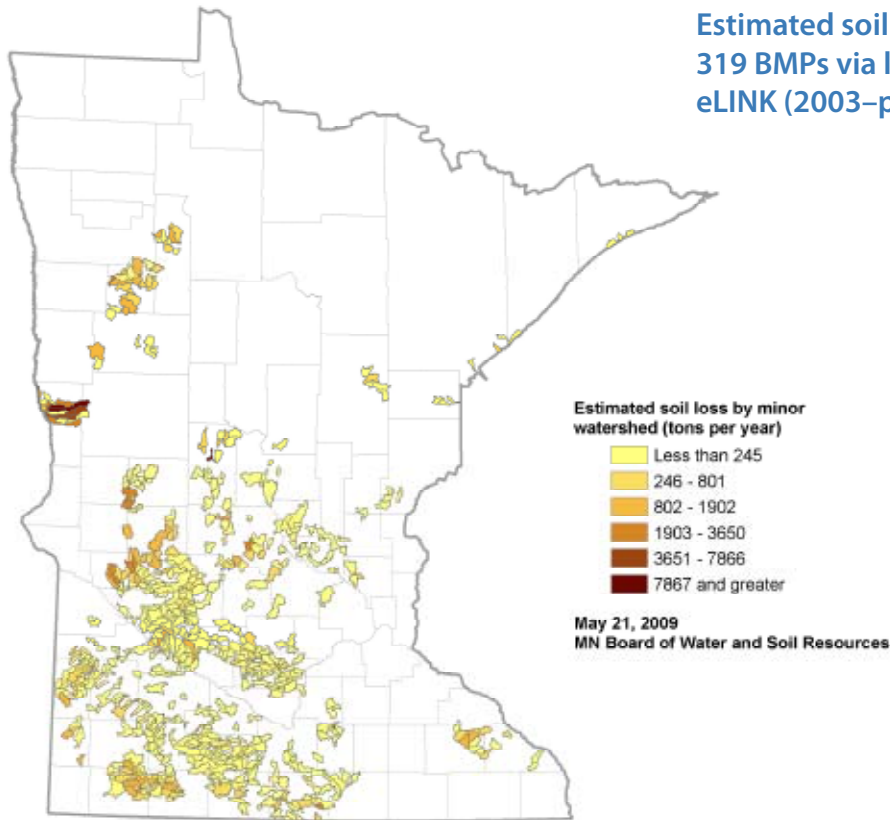 Estimated soil
319 BMPs via
eLINK (2003–
Estimated soil loss by minor
watershed (tons per year)
Less than 245
246 - 801
802 - 1902
1903 - 3650
3651 - 7866
7867 and greater
May 21, 2009
MN Board of Water and Soil Resources